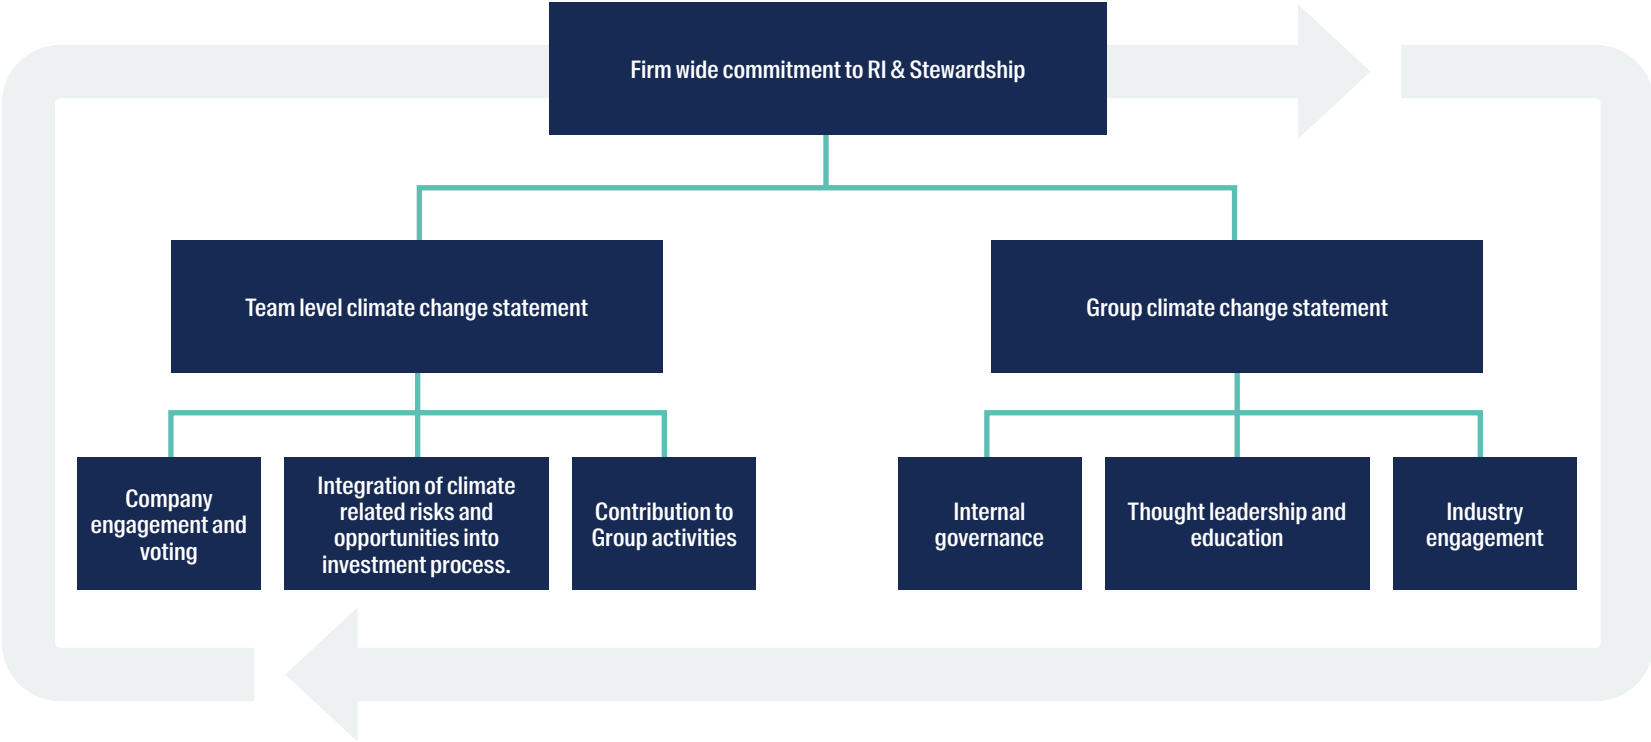 Firm wide commitment to RI & Stewardship
Team level climate change statement
Group climate change statement
Company
engagement and
voting
Integration of climate
related risks and
opportunities into
investment process.
Contribution to
Group activities
Internal
governance
Thought leadership and
education
Industry
engagement